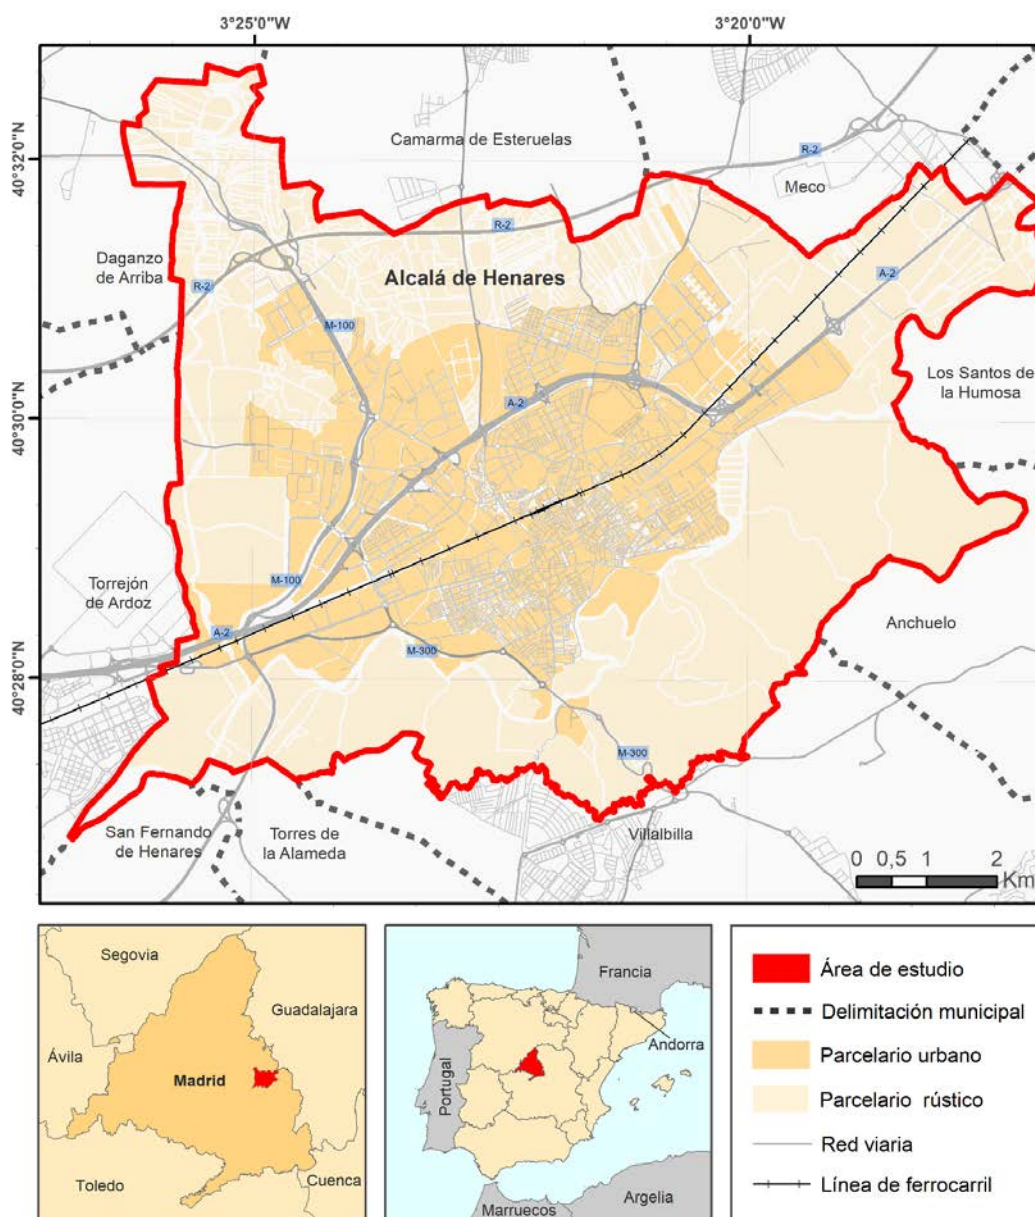 3°25'0"W
3°20'0"W
40°32'0"N
40°30'0"N
40°28'0"N
Camarma de Esteruelas
R-2
Meco
R-2
Daganzo
de Arriba
Alcalá de Henares
A-2
R-2
M-100
Los Santos de
la Humosa
A-2
Torrejón
de Ardoz
M-100
Anchuelo
A-2
M-300
M-300
San Fernando
de Henares
Torres de
la Alameda
Villalbilla
0 0,5 1 2
Km
Segovia
Guadalajara
Ávila
Madrid
Toledo
Cuenca
Francia
Andorra
Portugal
Marruecos
Argelia
Área de estudio
Delimitación municipal
Parcelario urbano
Parcelario rústico
Red viaria
Línea de ferrocarril